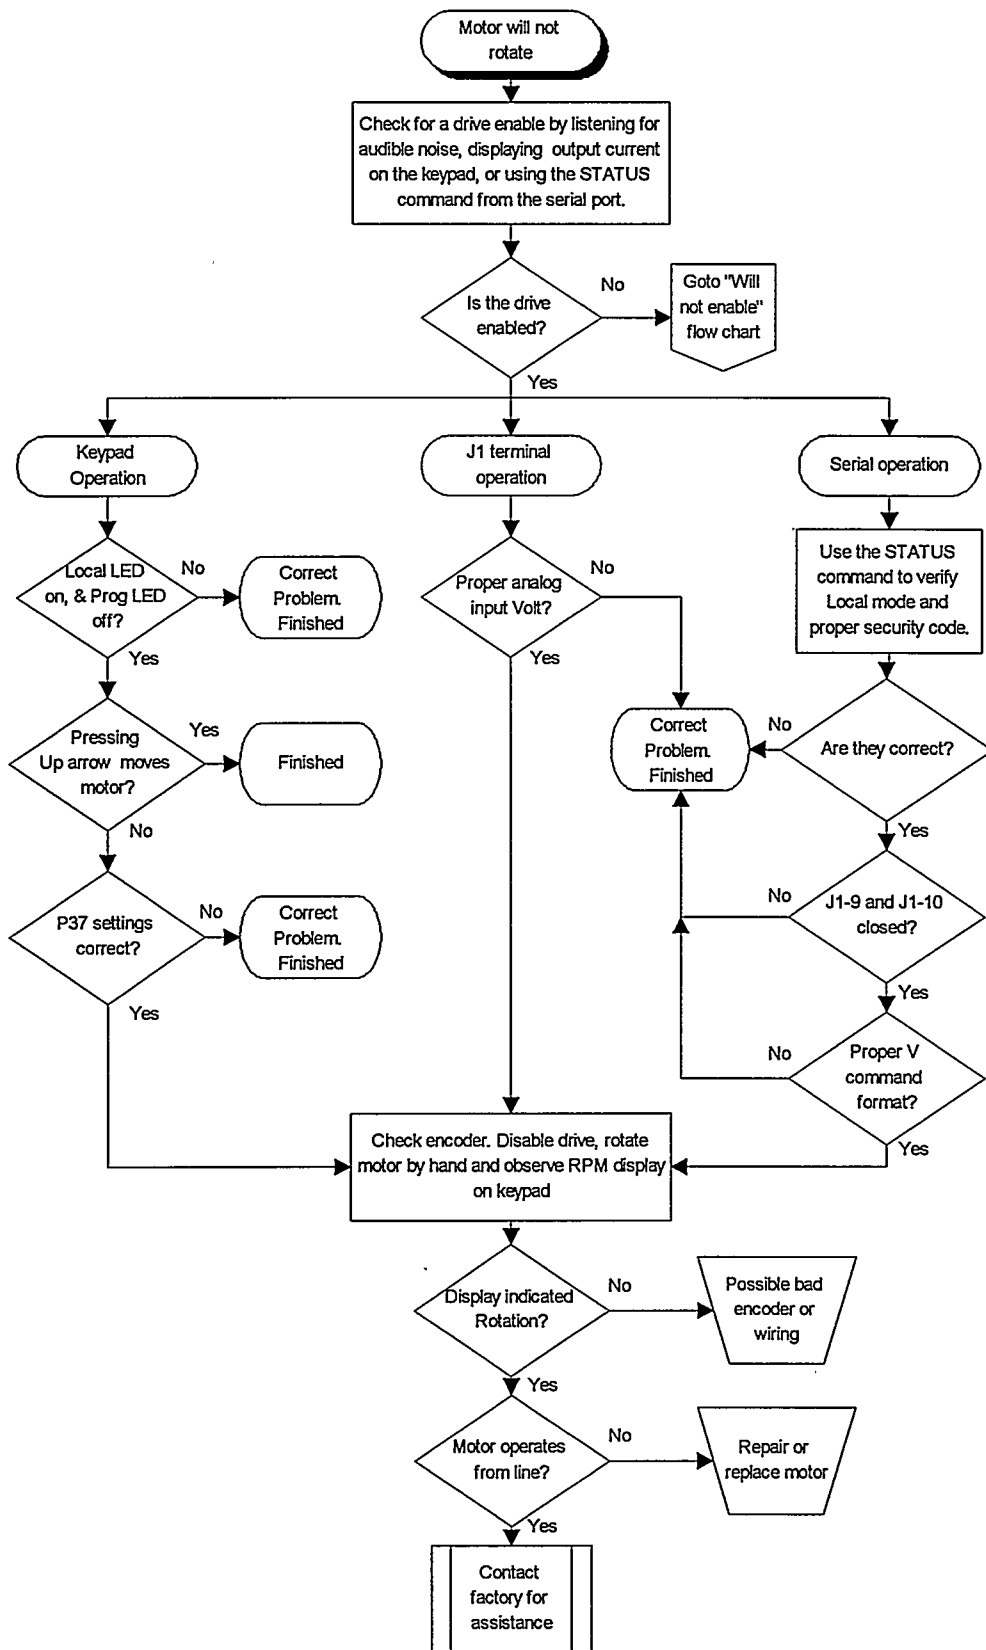 Motor will not
rotate
Check for a drive enable by listening for
audible noise, displaying output current
on the keypad, or using the STATUS
command from the serial port.
Is the drive
enabled?
No
Goto "Will
not enable"
flow chart
Yes
Keypad
Operation
J1 terminal
operation
Serial operation
Local LED
on, & Prog LED
off?
No
Correct
Problem.
Finished
Yes
Proper analog
input Volt?
No
Yes
Use the STATUS
command to verify
Local mode and
proper security code.
Pressing
Up arrow moves
motor?
Yes
Finished
No
Correct
Problem.
Finished
No
Are they correct?
Yes
P37 settings
correct?
No
Correct
Problem.
Finished
Yes
No
J1-9 and J1-10
closed?
Yes
No
Proper V
command
format?
Yes
Check encoder. Disable drive, rotate
motor by hand and observe RPM display
on keypad
Display indicated
Rotation?
No
Possible bad
encoder or
wiring
Yes
Motor operates
from line?
No
Repair or
replace motor
Yes
Contact
factory for
assistance